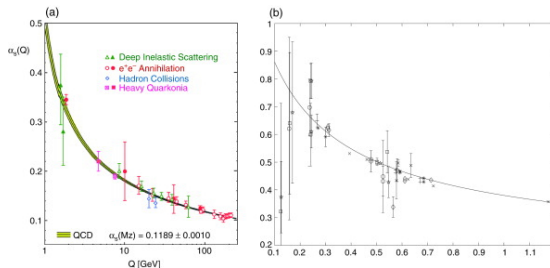 (a)
αs(Q)
0.5
0.4
0.3
0.2
0.1
Deep Inelastic Scattering
e⁺e⁻ Annihilation
Hadron Collisions
Heavy Quarkonia
QCD αs(Mz) = 0.1189 ± 0.0010
1 10 100
Q [GeV]
(b)
1
0.9
0.8
0.7
0.6
0.5
0.4
0.3
0.2
0.1 0.2 0.3 0.4 0.5 0.6 0.7 0.8 0.9 1 1.1